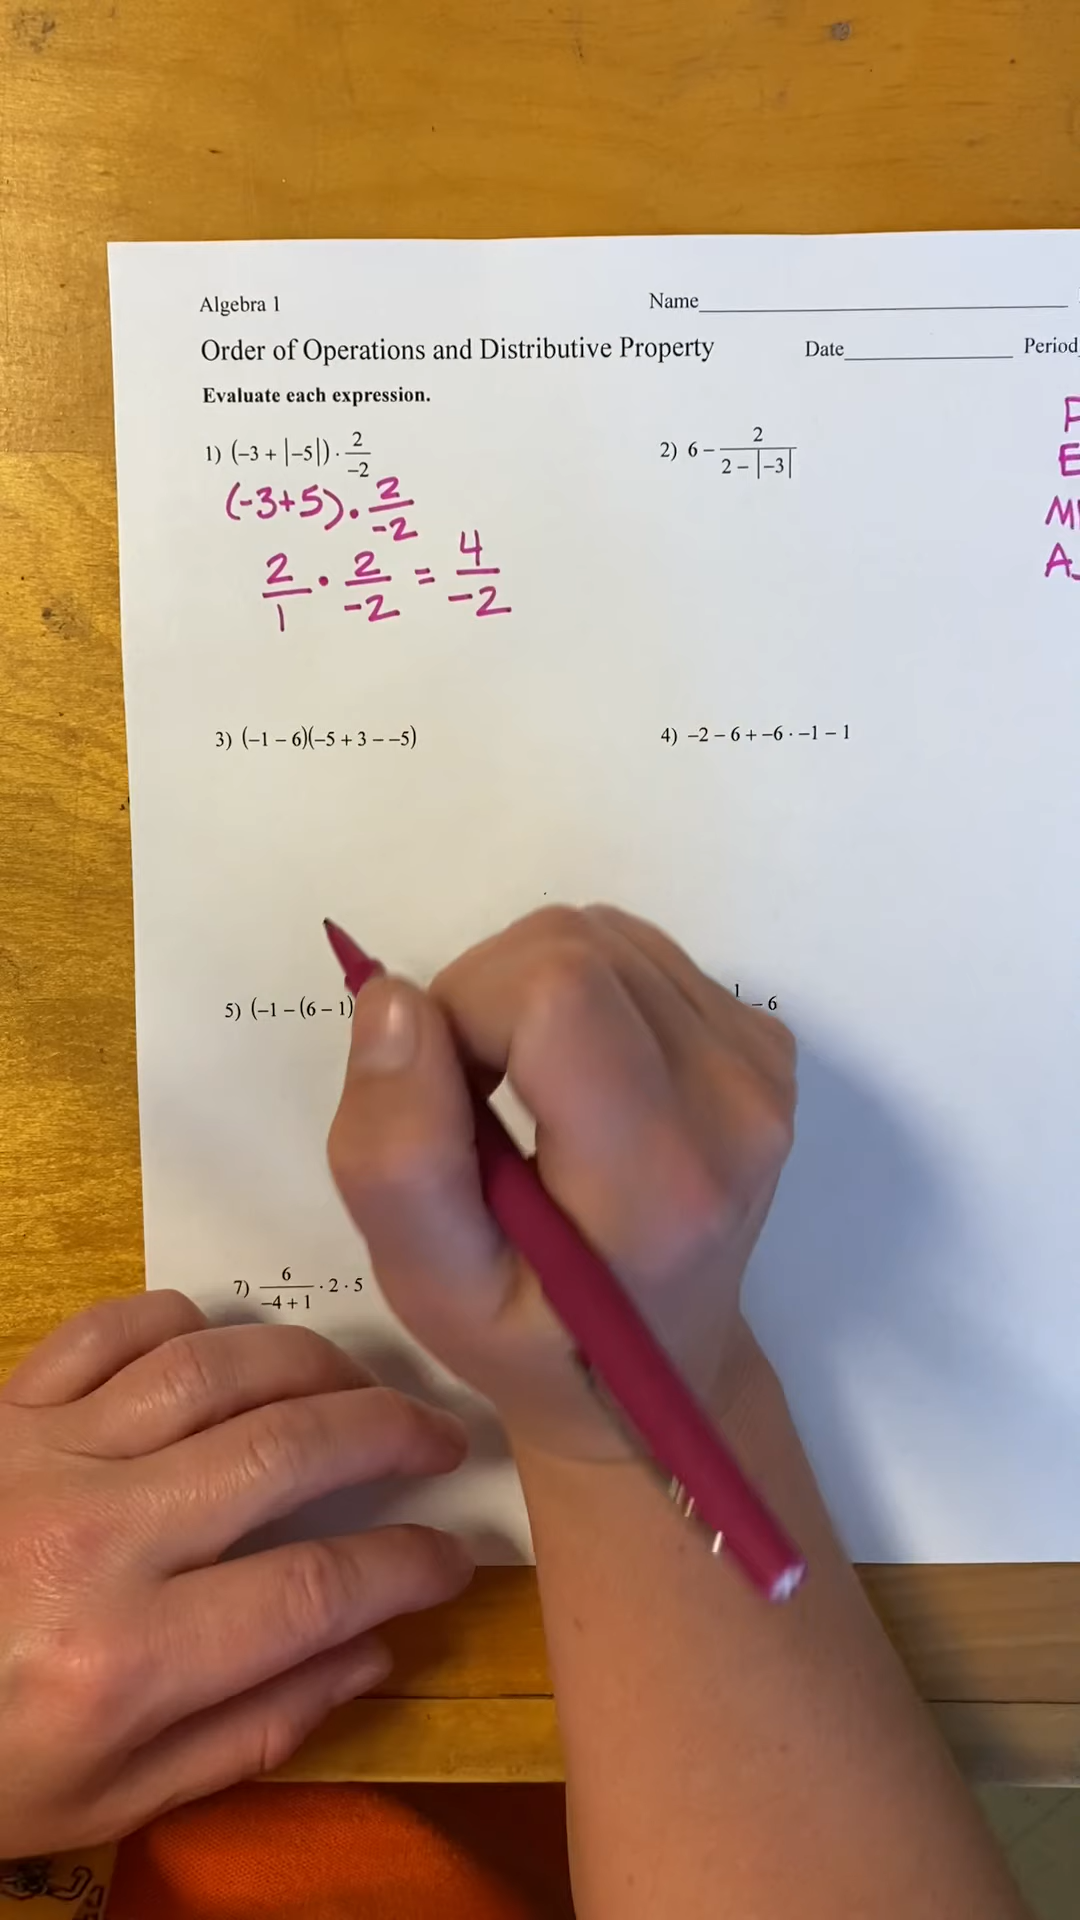 Algebra 1
Name
Order of Operations and Distributive Property
Date
Period
Evaluate each expression.
1) (−3 + |−5|) · 2/−2
2) 6 − 2/(2 − |−3|)
(-3+5) · 2/-2
2/1 · 2/-2 = 4/-2
E
A
3) (−1 − 6)(−5 + 3 − −5)
4) −2 − 6 + −6 · −1 − 1
5) (−1 − (6 − 1)
− 6
7) 6/(−4 + 1) · 2 · 5